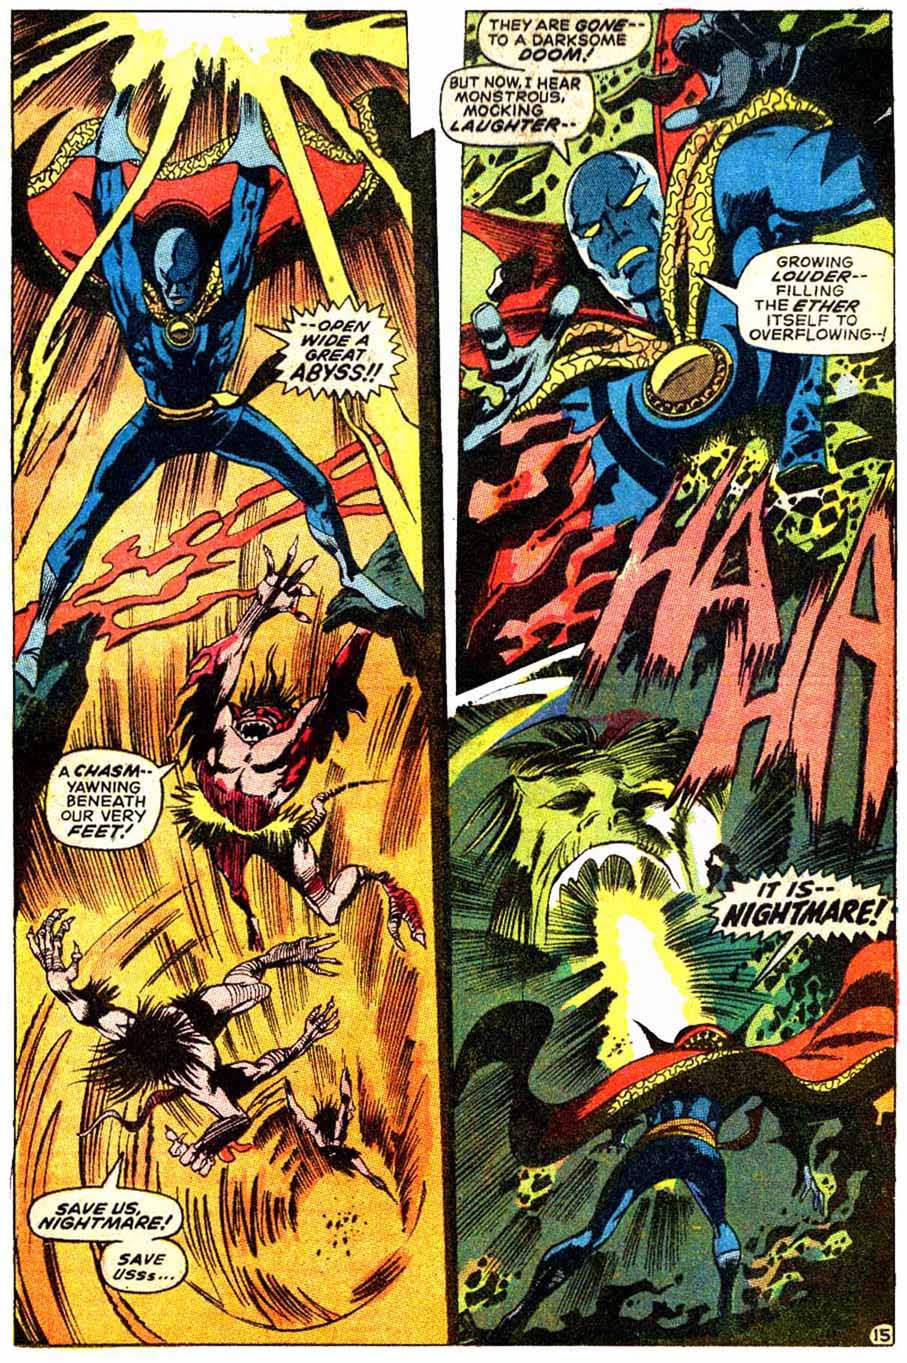 --OPEN
WIDE A
GREAT
ABYSS!!
A CHASM--
YAWNING
BENEATH
OUR VERY
FEET!
SAVE US,
NIGHTMARE!
SAVE
USss...
THEY ARE GONE--
TO A DARKSOME
DOOM!
BUT NOW, I HEAR
MONSTROUS,
MOCKING
LAUGHTER--
GROWING
LOUDER--
FILLING
THE ETHER
ITSELF TO
OVERFLOWING--!
HA HA
HA
IT IS--
NIGHTMARE!
15